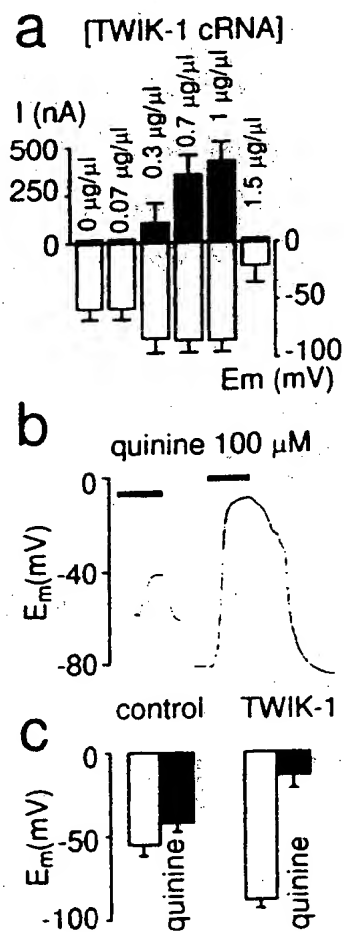 a [TWIK-1 cRNA]
I (nA)
500
250
0
0 µg/µl
0.07 µg/µl
0.3 µg/µl
0.7 µg/µl
1 µg/µl
1.5 µg/µl
0
-50
-100
Em (mV)
b
quinine 100 µM
0
-40
-80
Em(mV)
control TWIK-1
c
0
-50
-100
Em(mV)
quinine
quinine